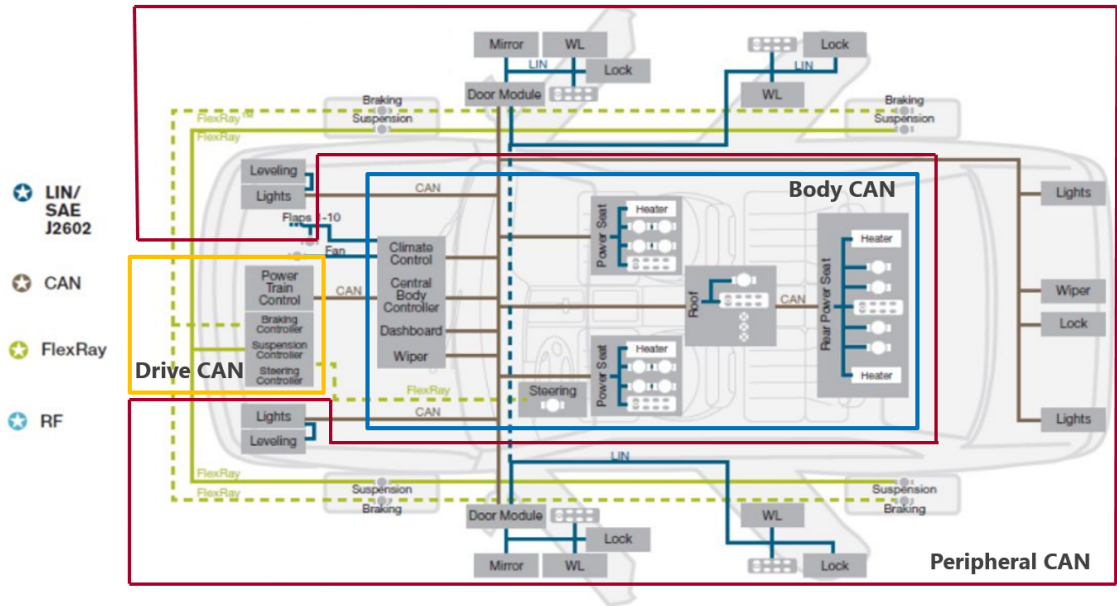 Mirror
WL
Lock
LIN
Door Module
Lock
LIN
WL
Braking
Suspension
FlexRay™
FlexRay
Braking
Suspension
Leveling
Lights
CAN
Flaps 1-10
Fan
Body CAN
LIN/
SAE
J2602
CAN
FlexRay
RF
Climate
Control
Central
Body
Controller
Dashboard
Wiper
Power
Train
Control
CAN
Braking
Controller
Suspension
Controller
Steering
Controller
Drive CAN
Power Seat
Heater
Power Seat
Heater
Roof
CAN
Rear Power Seat
Heater
Heater
FlexRay
Steering
Lights
Wiper
Lock
Lights
Lights
CAN
Leveling
LIN
FlexRay
FlexRay
Suspension
Braking
Suspension
Braking
Door Module
Lock
Mirror
WL
WL
Lock
Peripheral CAN